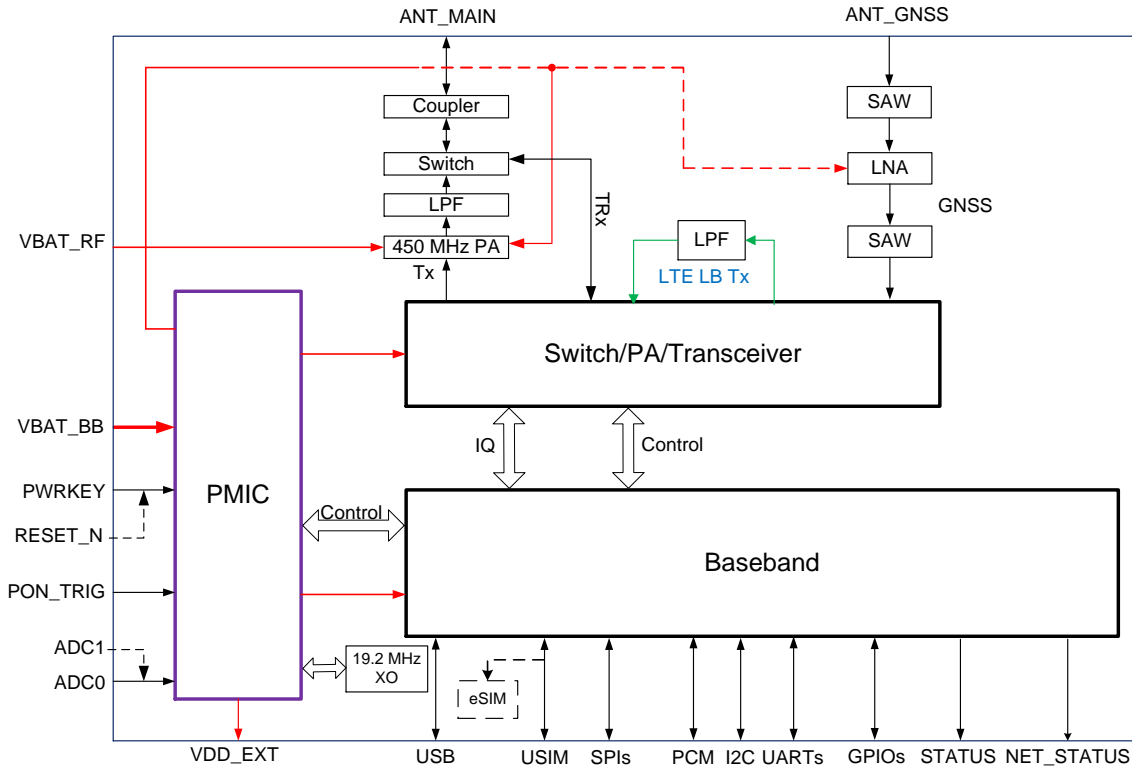 ANT_MAIN
ANT_GNSS
Coupler
SAW
Switch
LNA
LPF
TRx
GNSS
VBAT_RF
450 MHz PA
LPF
SAW
Tx
LTE LB Tx
Switch/PA/Transceiver
VBAT_BB
IQ
Control
PWRKEY
PMIC
RESET_N
Control
Baseband
PON_TRIG
ADC1
19.2 MHz
XO
ADC0
eSIM
VDD_EXT
USB
USIM
SPIs
PCM
I2C
UARTs
GPIOs
STATUS
NET_STATUS